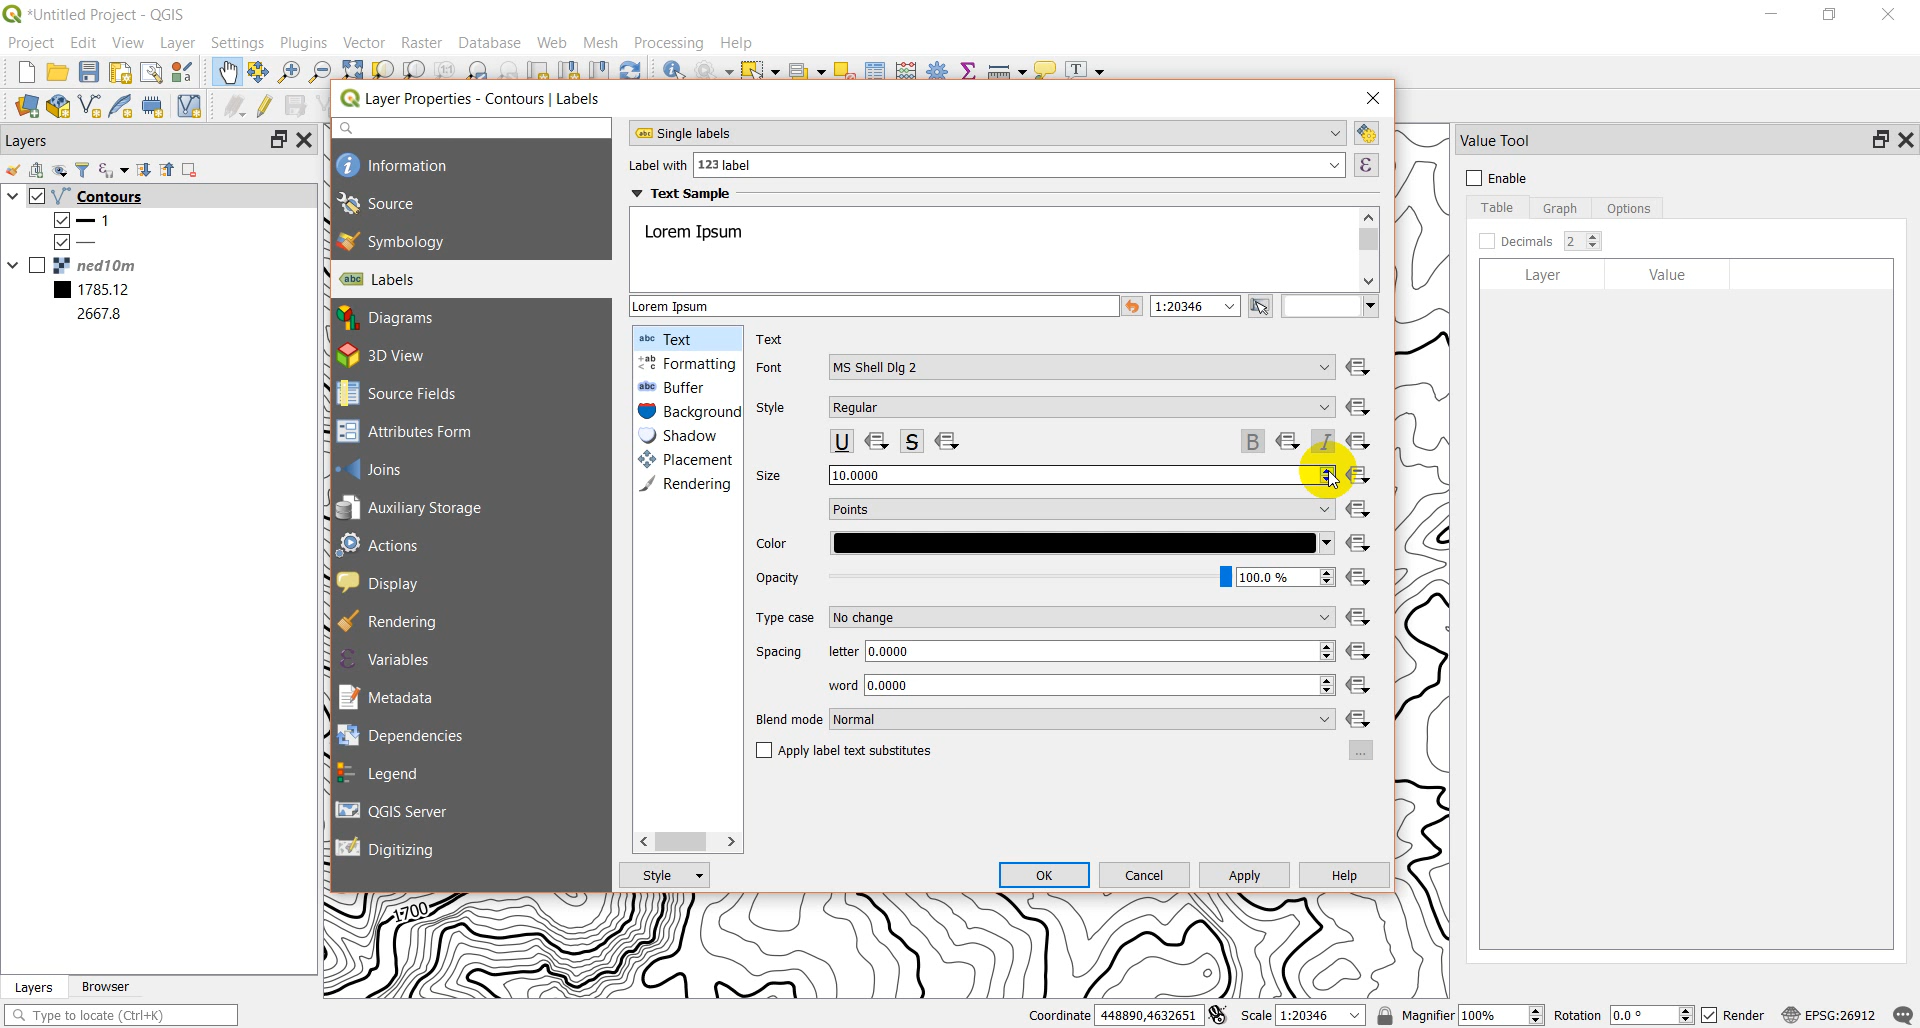 *Untitled Project - QGIS
Project Edit View Layer Settings Plugins Vector Raster Database Web Mesh Processing Help
Layer Properties - Contours | Labels
Layers
Contours
1
ned10m
1785.12
2667.8
Information
Source
Symbology
abc Labels
Diagrams
3D View
Source Fields
Attributes Form
Joins
Auxiliary Storage
Actions
Display
Rendering
Variables
Metadata
Dependencies
Legend
QGIS Server
Digitizing
abc Single labels
Label with 123 label ε
Text Sample
Lorem Ipsum
Lorem Ipsum 1:20346
abc Text
Formatting
abc Buffer
Background
Shadow
Placement
Rendering
Text
Font MS Shell Dlg 2
Style Regular
U S B I
Size 10.0000
Points
Color
Opacity 100.0 %
Type case No change
Spacing letter 0.0000
word 0.0000
Blend mode Normal
Apply label text substitutes ...
Style OK Cancel Apply Help
Value Tool
Enable
Table Graph Options
Decimals 2
Layer Value
1700
Layers Browser
Type to locate (Ctrl+K) Coordinate 448890,4632651 Scale 1:20346 Magnifier 100% Rotation 0.0 ° Render EPSG:26912